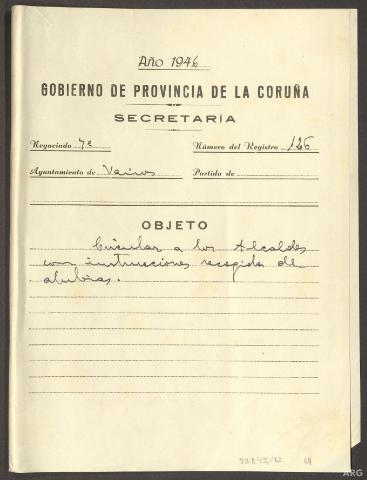 Año 1946
GOBIERNO DE PROVINCIA DE LA CORUÑA
SECRETARÍA
Negociado 7º Número del Registro 126
Ayuntamiento de Varios Partido de
OBJETO
Circular a los Alcaldes
con instrucciones recogida de
alubias.
ARG